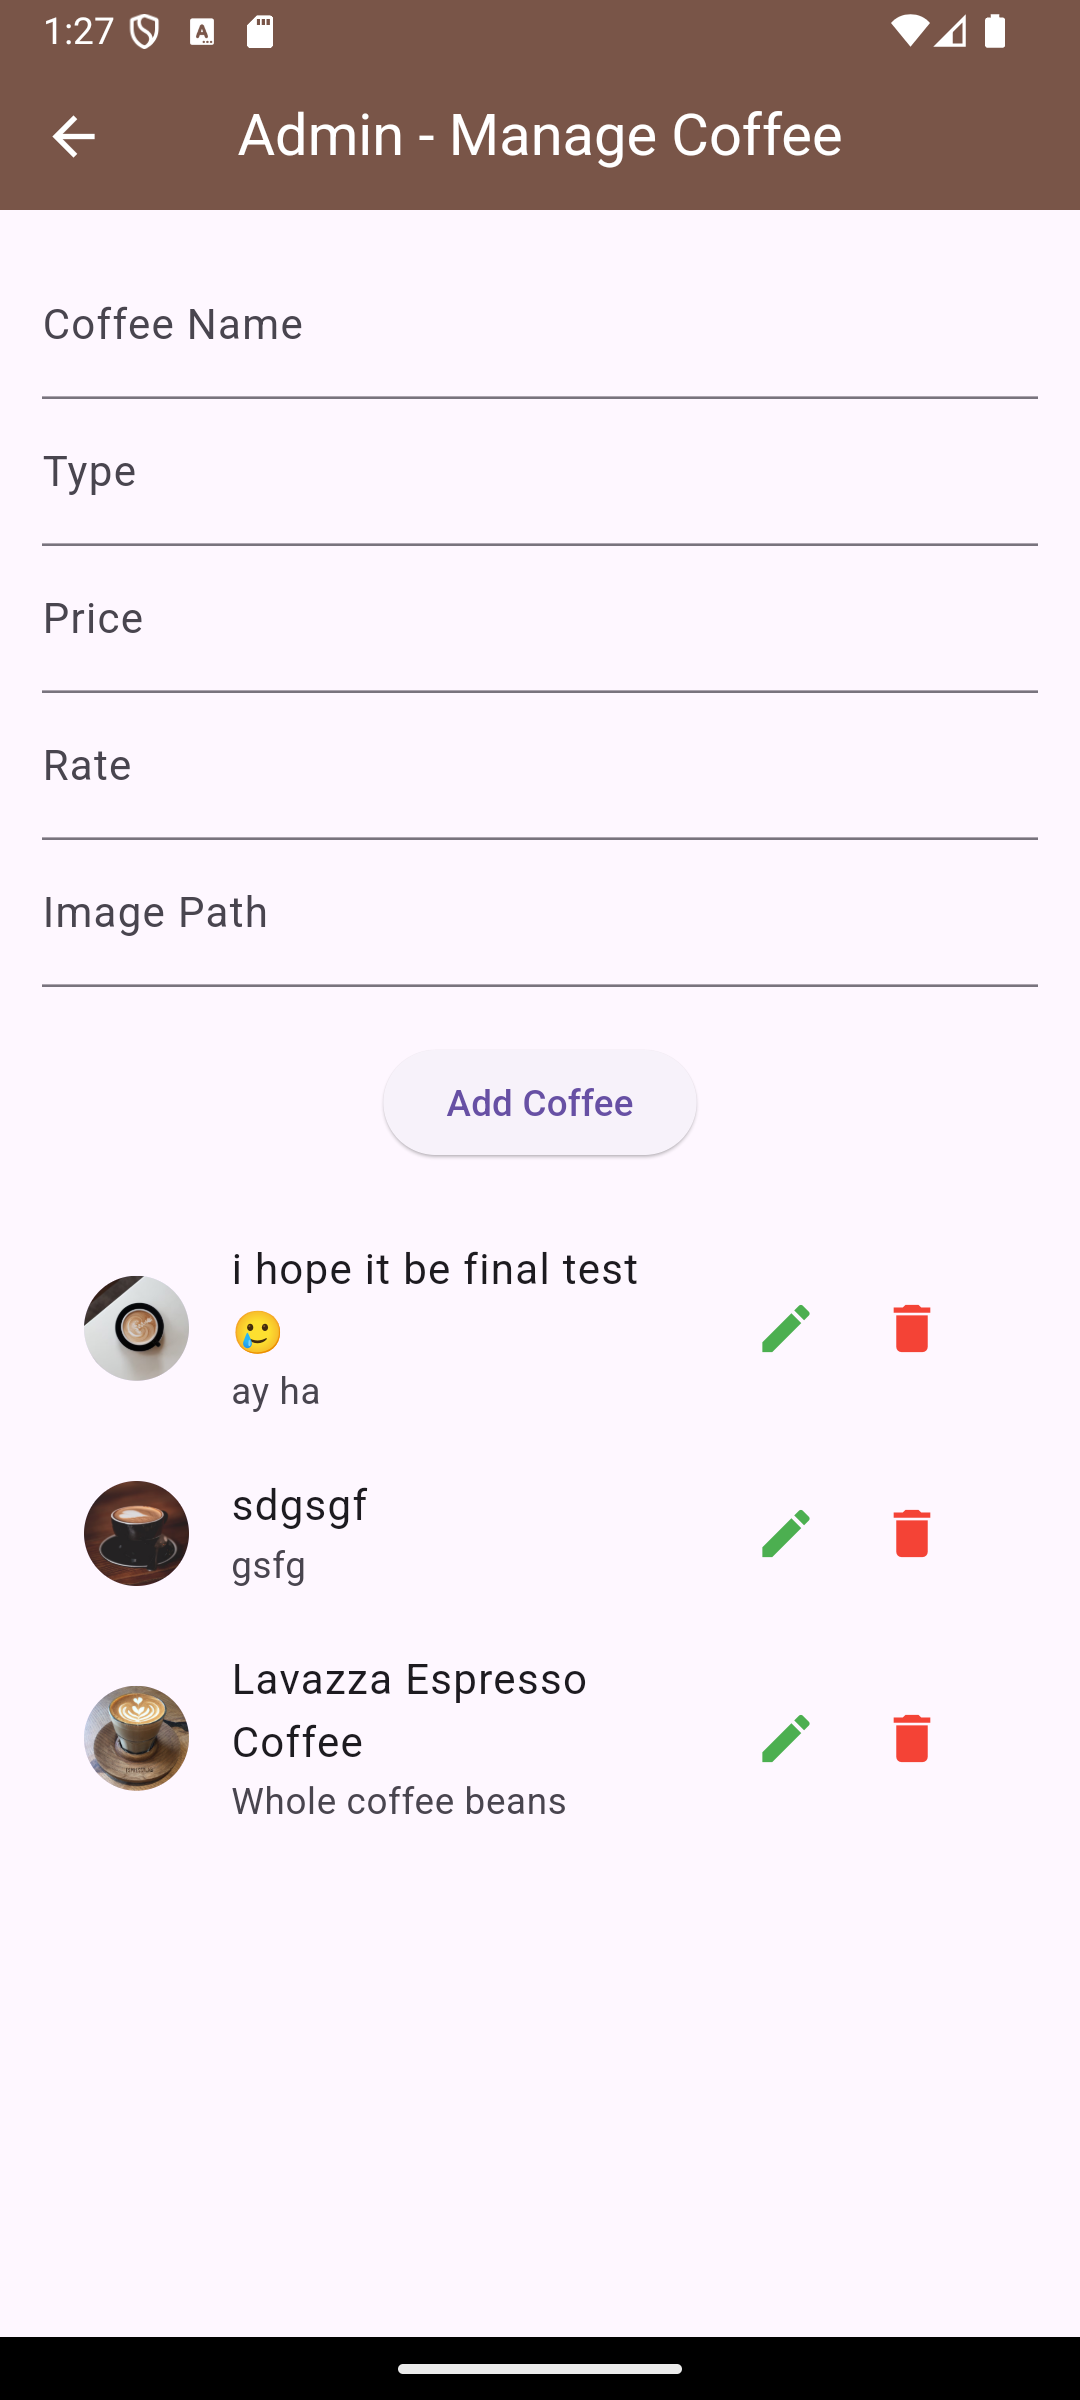 1:27
Admin - Manage Coffee
Coffee Name
Type
Price
Rate
Image Path
Add Coffee
i hope it be final test
🥲
ay ha
sdgsgf
gsfg
Lavazza Espresso
Coffee
Whole coffee beans